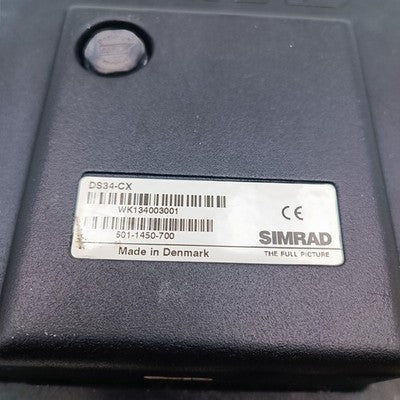 DS34-CX
WK134003001
501-1450-700
Made in Denmark
CE
SIMRAD
THE FULL PICTURE